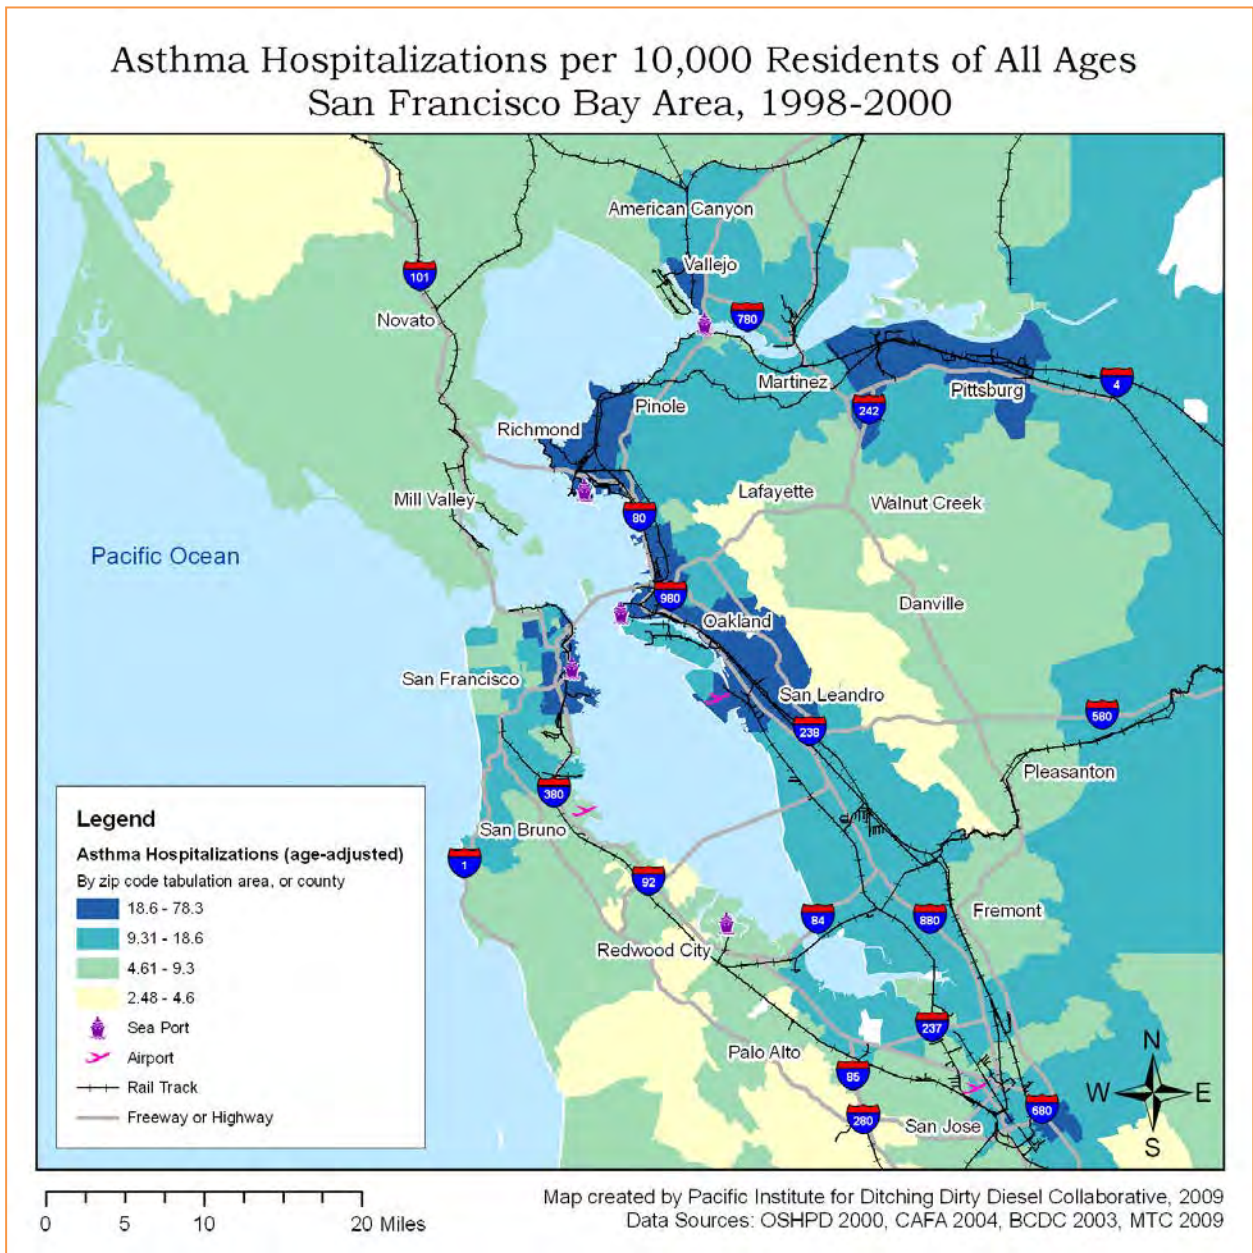 Asthma Hospitalizations per 10,000 Residents of All Ages
San Francisco Bay Area, 1998-2000
American Canyon
Vallejo
101
780
Novato
Martinez
4
Pittsburg
242
Pinole
Richmond
Mill Valley
Lafayette
Walnut Creek
80
Pacific Ocean
980
Danville
Oakland
San Francisco
San Leandro
580
238
Pleasanton
380
San Bruno
1
92
84
880
Fremont
Redwood City
237
Palo Alto
85
280
San Jose
680
N
W
E
S
Legend
Asthma Hospitalizations (age-adjusted)
By zip code tabulation area, or county
18.6 - 78.3
9.31 - 18.6
4.61 - 9.3
2.48 - 4.6
Sea Port
Airport
Rail Track
Freeway or Highway
0 5 10 20 Miles
Map created by Pacific Institute for Ditching Dirty Diesel Collaborative, 2009
Data Sources: OSHPD 2000, CAFA 2004, BCDC 2003, MTC 2009